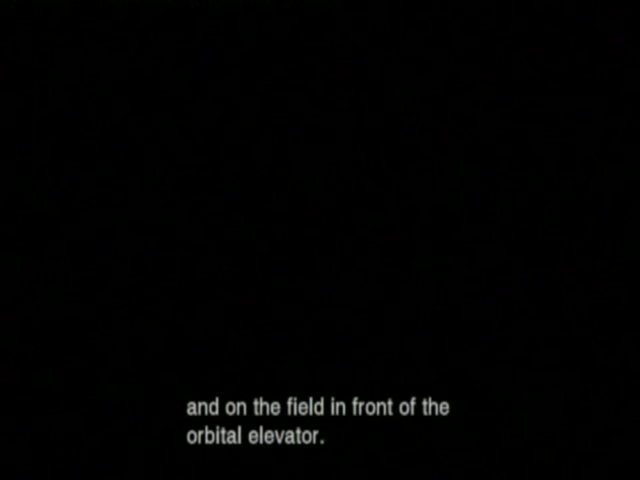 and on the field in front of the
orbital elevator.